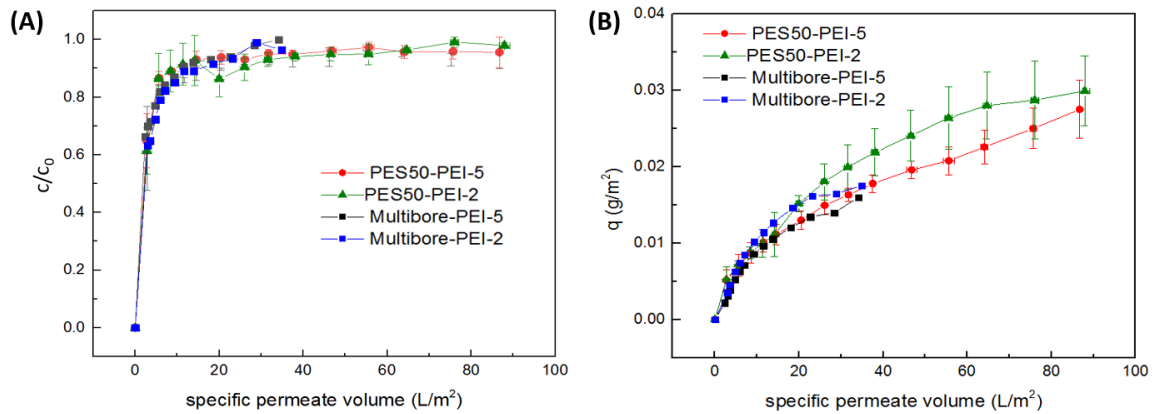 (A)
1.0
0.8
0.6
0.4
0.2
0.0
c/c₀
PES50-PEI-5
PES50-PEI-2
Multibore-PEI-5
Multibore-PEI-2
0 20 40 60 80 100
specific permeate volume (L/m²)
(B)
0.04
0.03
0.02
0.01
0.00
q (g/m²)
PES50-PEI-5
PES50-PEI-2
Multibore-PEI-5
Multibore-PEI-2
0 20 40 60 80 100
specific permeate volume (L/m²)